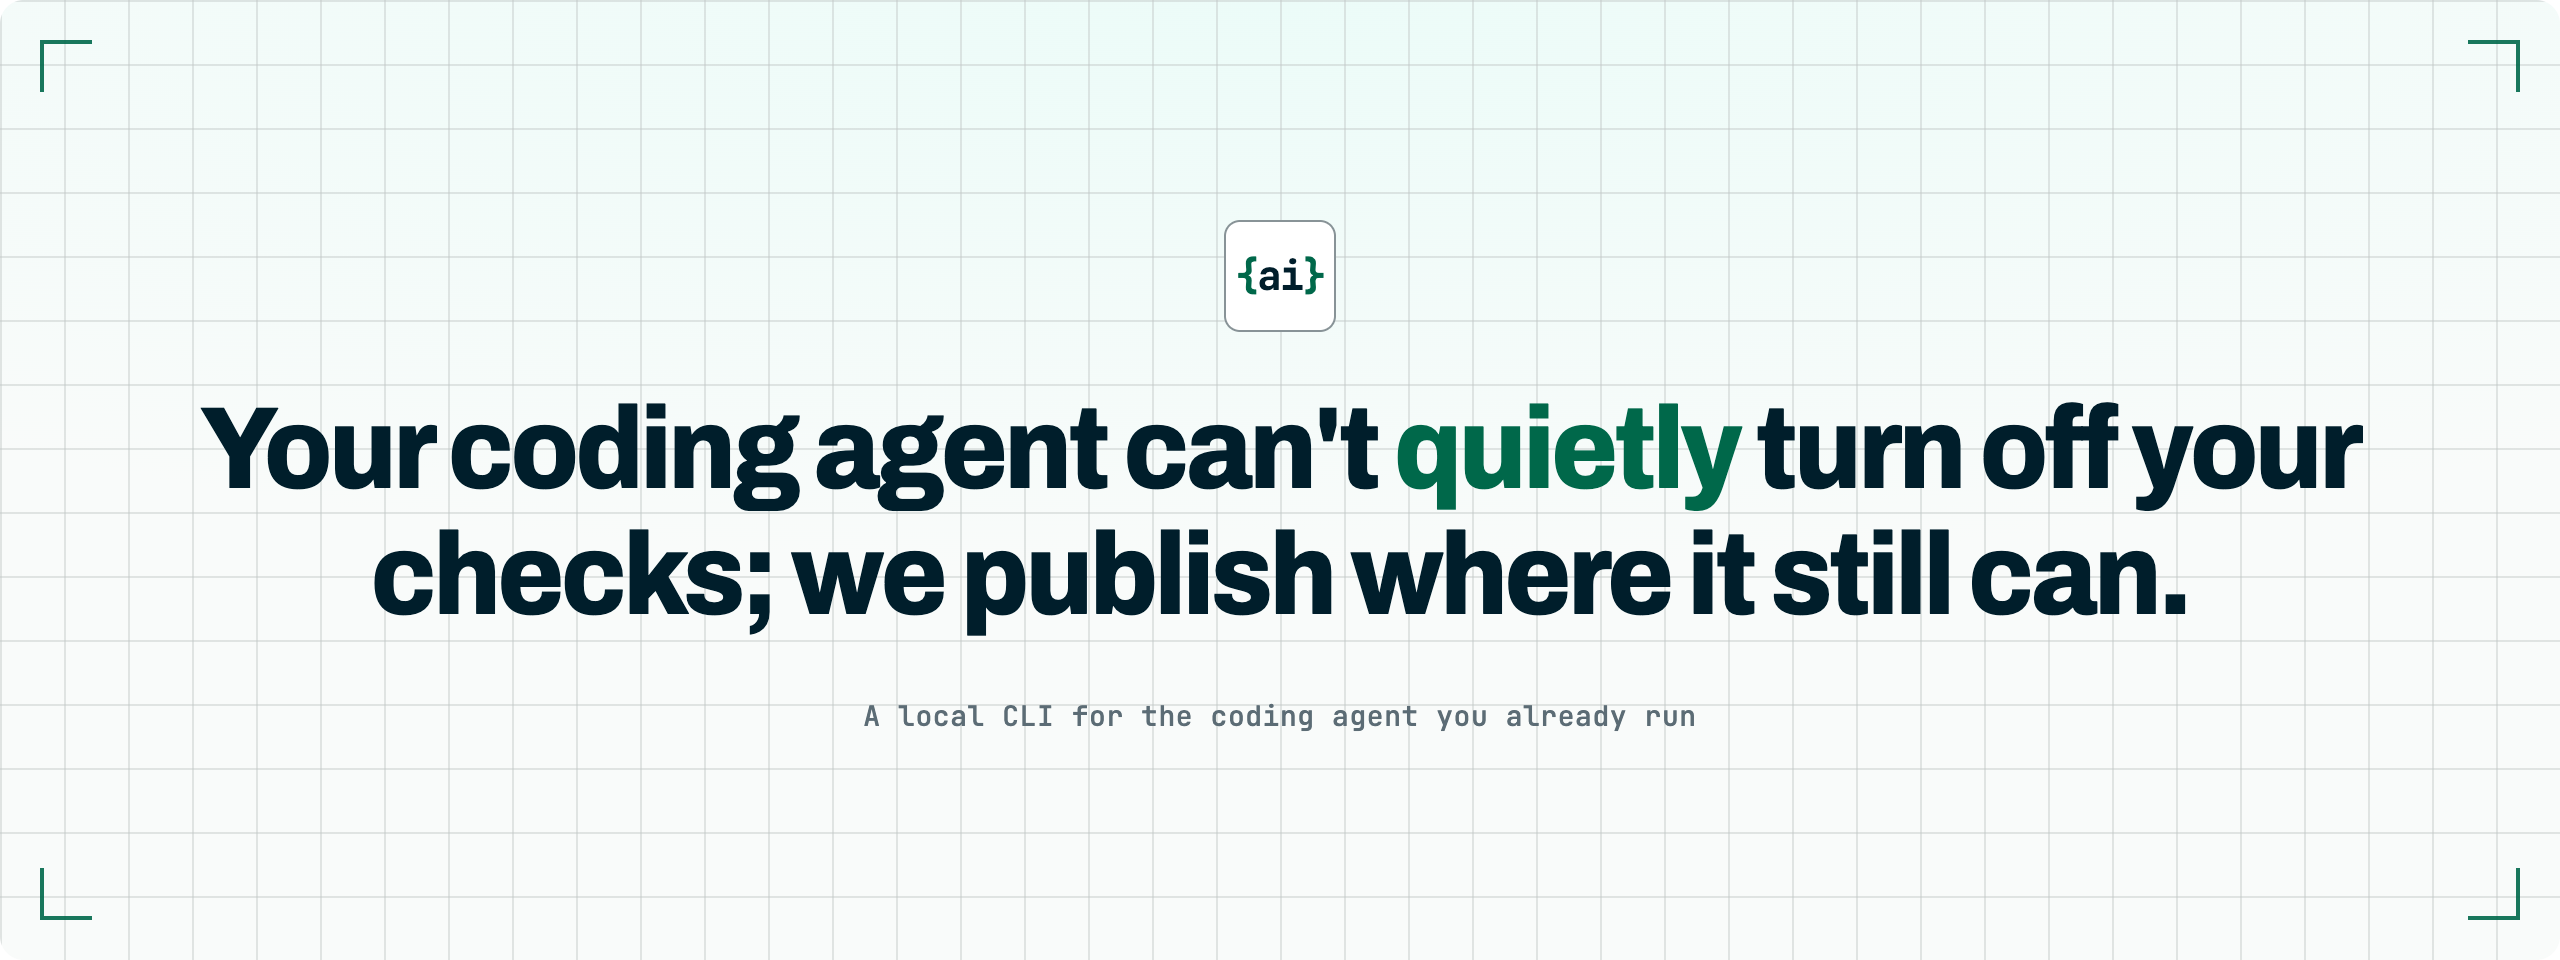 {ai}
Your coding agent can't quietly turn off your
checks; we publish where it still can.
A local CLI for the coding agent you already run